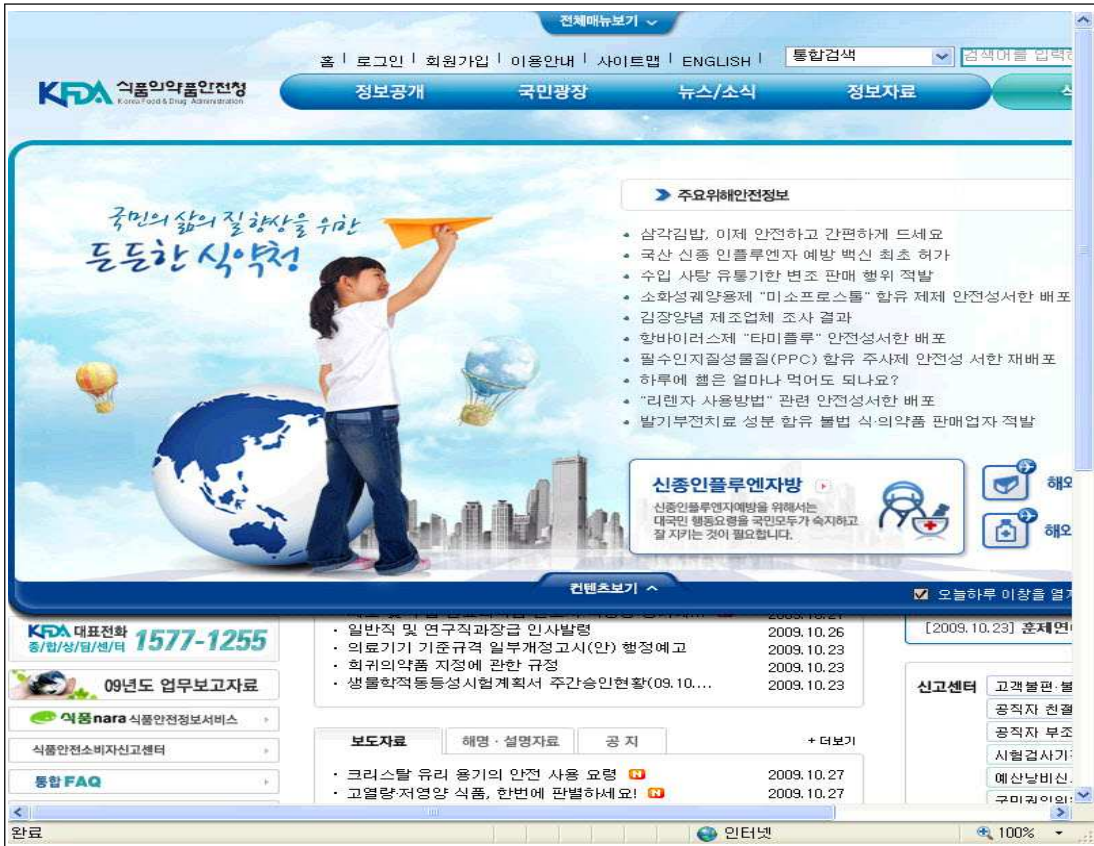 전체메뉴보기
홈 | 로그인 | 회원가입 | 이용안내 | 사이트맵 | ENGLISH |
통합검색
검색어를 입력
KFDA 식품의약품안전청
Korea Food & Drug Administration
정보공개 국민광장 뉴스/소식 정보자료
국민의 삶의 질 향상을 위한
든든한 식약청
주요위해안전정보
삼각김밥, 이제 안전하고 간편하게 드세요
국산 신종 인플루엔자 예방 백신 최초 허가
수입 사탕 유통기한 변조 판매 행위 적발
소화성궤양용제 "미소프로스톨" 함유 제제 안전성서한 배포
김장양념 제조업체 조사 결과
항바이러스제 "타미플루" 안전성서한 배포
필수인지질성물질(PPC) 함유 주사제 안전성 서한 재배포
하루에 햄은 얼마나 먹어도 되나요?
"리렌자 사용방법" 관련 안전성서한 배포
발기부전치료 성분 함유 불법 식·의약품 판매업자 적발
신종인플루엔자방
신종인플루엔자예방을 위해서는
대국민 행동요령을 국민모두가 숙지하고
잘 지키는 것이 필요합니다.
해외
해외
컨텐츠보기
오늘하루 이창을 열지
KFDA 대표전화
종/합/상/담/센/터 1577-1255
09년도 업무보고자료
식품nara 식품안전정보서비스
식품안전소비자신고센터
통합 FAQ
· 일반직 및 연구직과장급 인사발령 2009.10.26
· 의료기기 기준규격 일부개정고시(안) 행정예고 2009.10.23
· 희귀의약품 지정에 관한 규정 2009.10.23
· 생물학적동등성시험계획서 주간승인현황(09.10.... 2009.10.23
보도자료 해명 · 설명자료 공 지 + 더보기
· 크리스탈 유리 용기의 안전 사용 요령 N 2009.10.27
· 고열량·저영양 식품, 한번에 판별하세요! N 2009.10.27
[2009.10.23] 훈제연
신고센터
고객불편·불
공직자 친절
공직자 부조
시험검사기
예산낭비신
완료
인터넷
100%